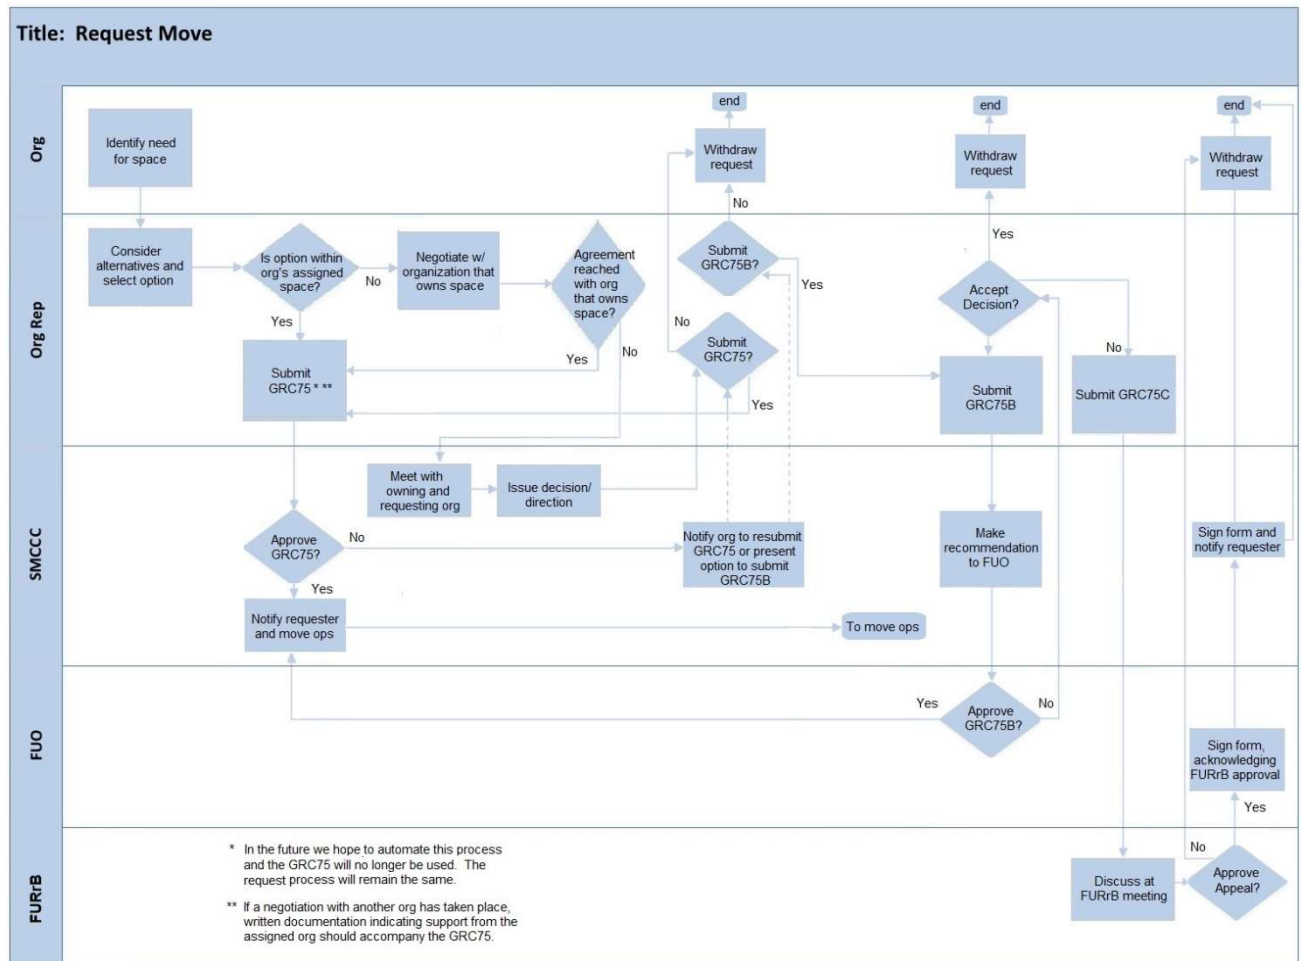 Title: Request Move
Org
end
end
end
Identify need
for space
Withdraw
request
Withdraw
request
Withdraw
request
No
Org Rep
Consider
alternatives and
select option
Is option within
org's assigned
space?
No
Negotiate w/
organization that
owns space
Agreement
reached
with org
that owns
space?
Submit
GRC75B?
Yes
Yes
Accept
Decision?
Yes
No
No
Submit
GRC75?
No
Submit
GRC75 * **
Yes
Yes
Submit
GRC75B
Submit GRC75C
SMCCC
Meet with
owning and
requesting org
Issue decision/
direction
Approve
GRC75?
No
Notify org to resubmit
GRC75 or present
option to submit
GRC75B
Make
recommendation
to FUO
Sign form and
notify requester
Yes
Notify requester
and move ops
To move ops
FUO
Yes
Approve
GRC75B?
No
Sign form,
acknowledging
FURrB approval
Yes
FURrB
* In the future we hope to automate this process
and the GRC75 will no longer be used. The
request process will remain the same.
** If a negotiation with another org has taken place,
written documentation indicating support from the
assigned org should accompany the GRC75.
Discuss at
FURrB meeting
No
Approve
Appeal?